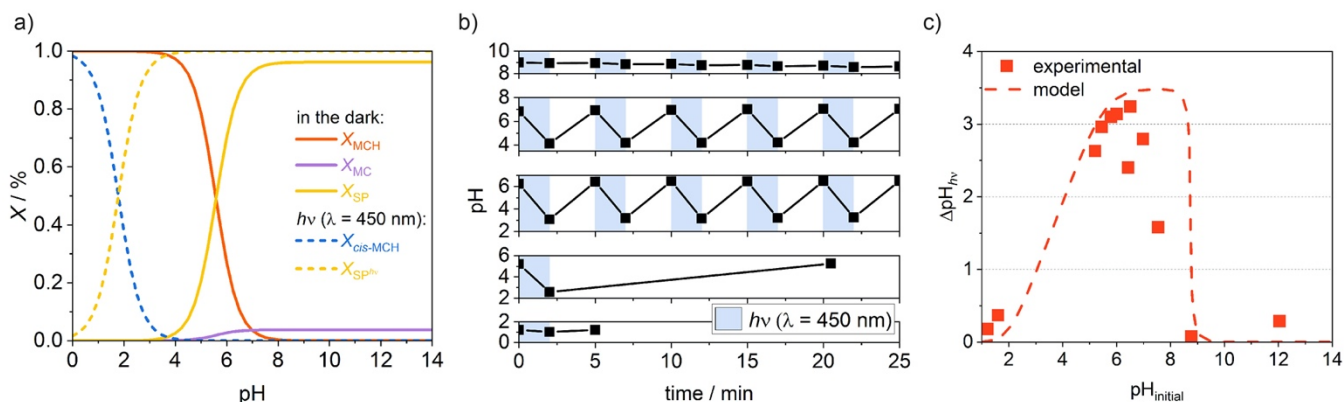 a)
X / %
1.0
0.8
0.6
0.4
0.2
0.0
in the dark:
X_MCH
X_MC
X_SP
hν (λ = 450 nm):
X_cis-MCH
X_SP^hν
0 2 4 6 8 10 12 14
pH
b)
pH
10
8
8
6
4
6
4
2
6
4
2
2
0
hν (λ = 450 nm)
0 5 10 15 20 25
time / min
c)
ΔpH_hν
4
3
2
1
0
experimental
model
2 4 6 8 10 12 14
pH_initial